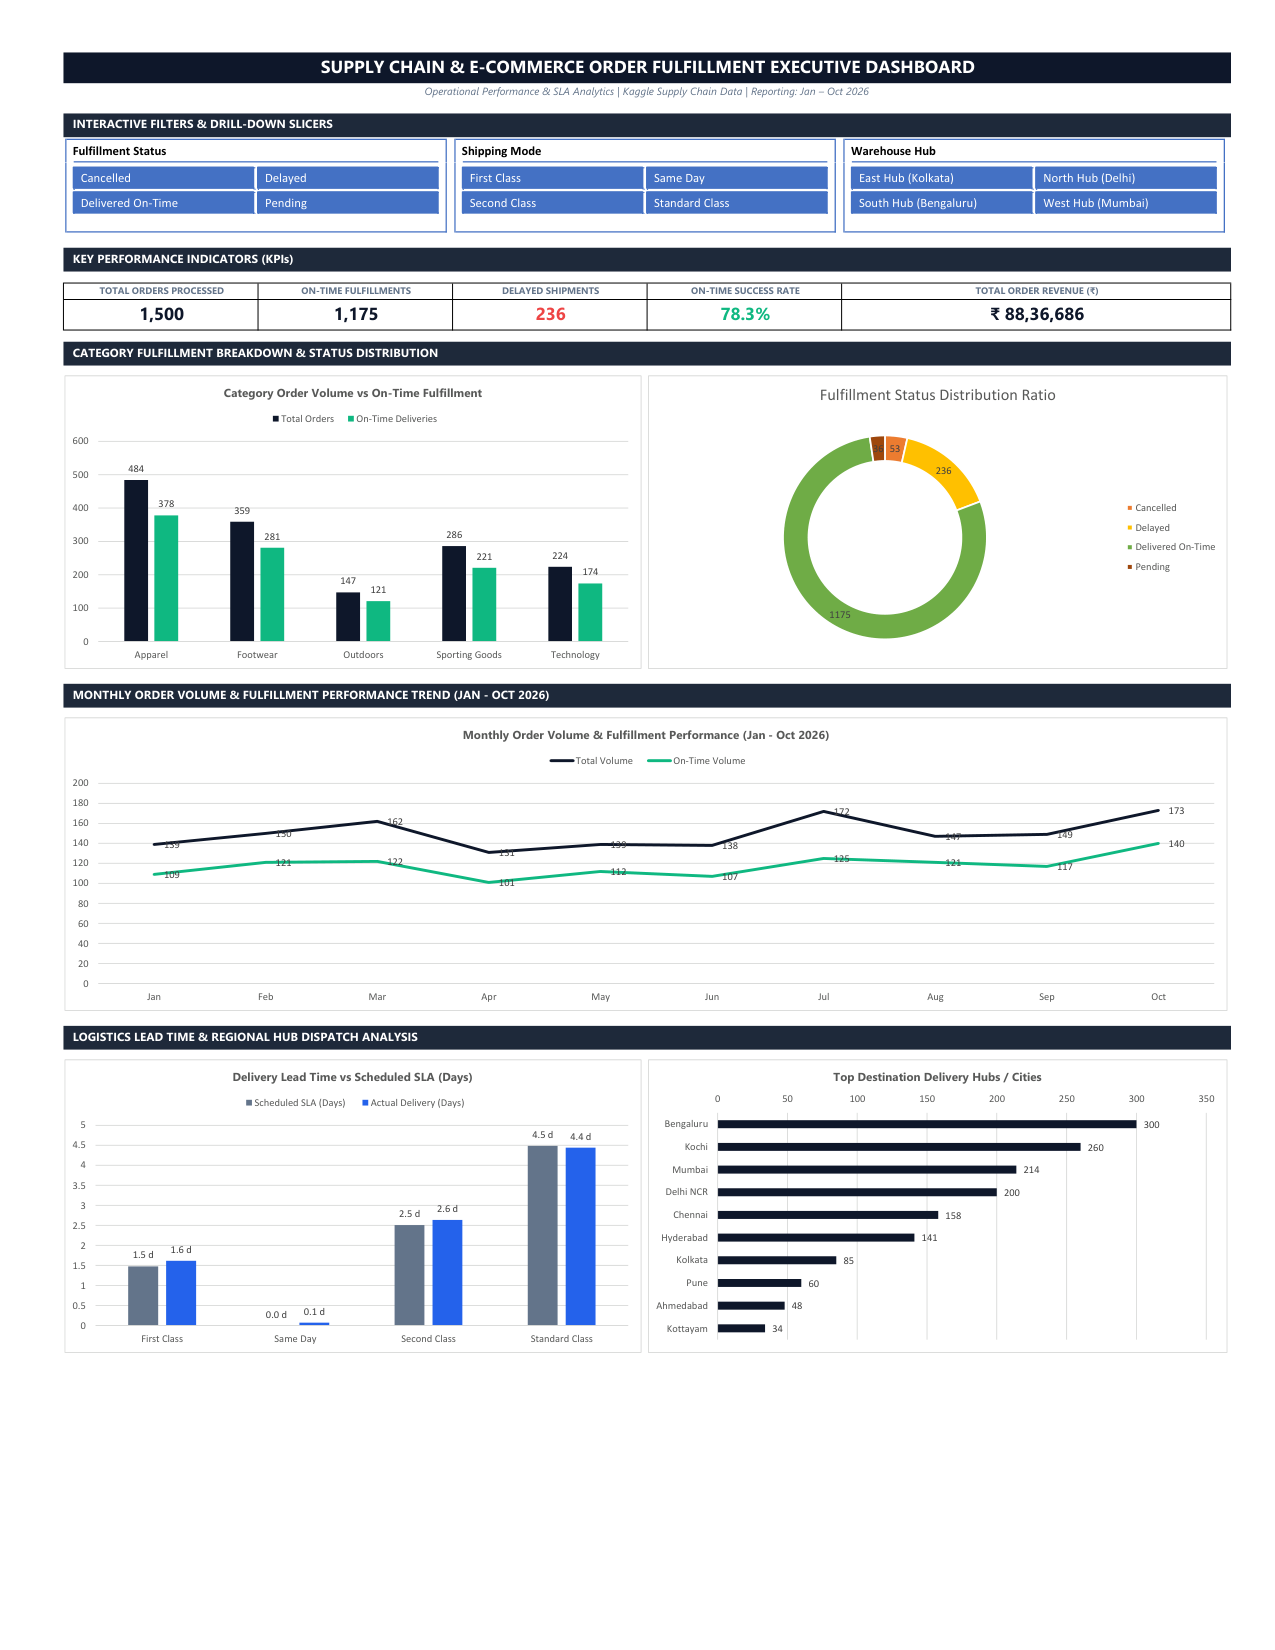 SUPPLY CHAIN & E-COMMERCE ORDER FULFILLMENT EXECUTIVE DASHBOARD
Operational Performance & SLA Analytics | Kaggle Supply Chain Data | Reporting: Jan – Oct 2026
INTERACTIVE FILTERS & DRILL-DOWN SLICERS
Fulfillment Status
Cancelled Delayed
Delivered On-Time Pending
Shipping Mode
First Class Same Day
Second Class Standard Class
Warehouse Hub
East Hub (Kolkata) North Hub (Delhi)
South Hub (Bengaluru) West Hub (Mumbai)
KEY PERFORMANCE INDICATORS (KPIs)
TOTAL ORDERS PROCESSED ON-TIME FULFILLMENTS DELAYED SHIPMENTS ON-TIME SUCCESS RATE TOTAL ORDER REVENUE (₹)
1,500 1,175 236 78.3% ₹ 88,36,686
CATEGORY FULFILLMENT BREAKDOWN & STATUS DISTRIBUTION
Category Order Volume vs On-Time Fulfillment
Total Orders On-Time Deliveries
600
500
400
300
200
100
0
484 378
359 281
147 121
286 221
224 174
Apparel Footwear Outdoors Sporting Goods Technology
Fulfillment Status Distribution Ratio
53
236
1175
Cancelled
Delayed
Delivered On-Time
Pending
MONTHLY ORDER VOLUME & FULFILLMENT PERFORMANCE TREND (JAN - OCT 2026)
Monthly Order Volume & Fulfillment Performance (Jan - Oct 2026)
Total Volume On-Time Volume
200
180
160
140
120
100
80
60
40
20
0
139 150 162 131 139 138 172 147 149 173
109 121 122 101 112 107 125 121 117 140
Jan Feb Mar Apr May Jun Jul Aug Sep Oct
LOGISTICS LEAD TIME & REGIONAL HUB DISPATCH ANALYSIS
Delivery Lead Time vs Scheduled SLA (Days)
Scheduled SLA (Days) Actual Delivery (Days)
5
4.5
4
3.5
3
2.5
2
1.5
1
0.5
0
1.5 d 1.6 d
0.0 d 0.1 d
2.5 d 2.6 d
4.5 d 4.4 d
First Class Same Day Second Class Standard Class
Top Destination Delivery Hubs / Cities
0 50 100 150 200 250 300 350
Bengaluru 300
Kochi 260
Mumbai 214
Delhi NCR 200
Chennai 158
Hyderabad 141
Kolkata 85
Pune 60
Ahmedabad 48
Kottayam 34